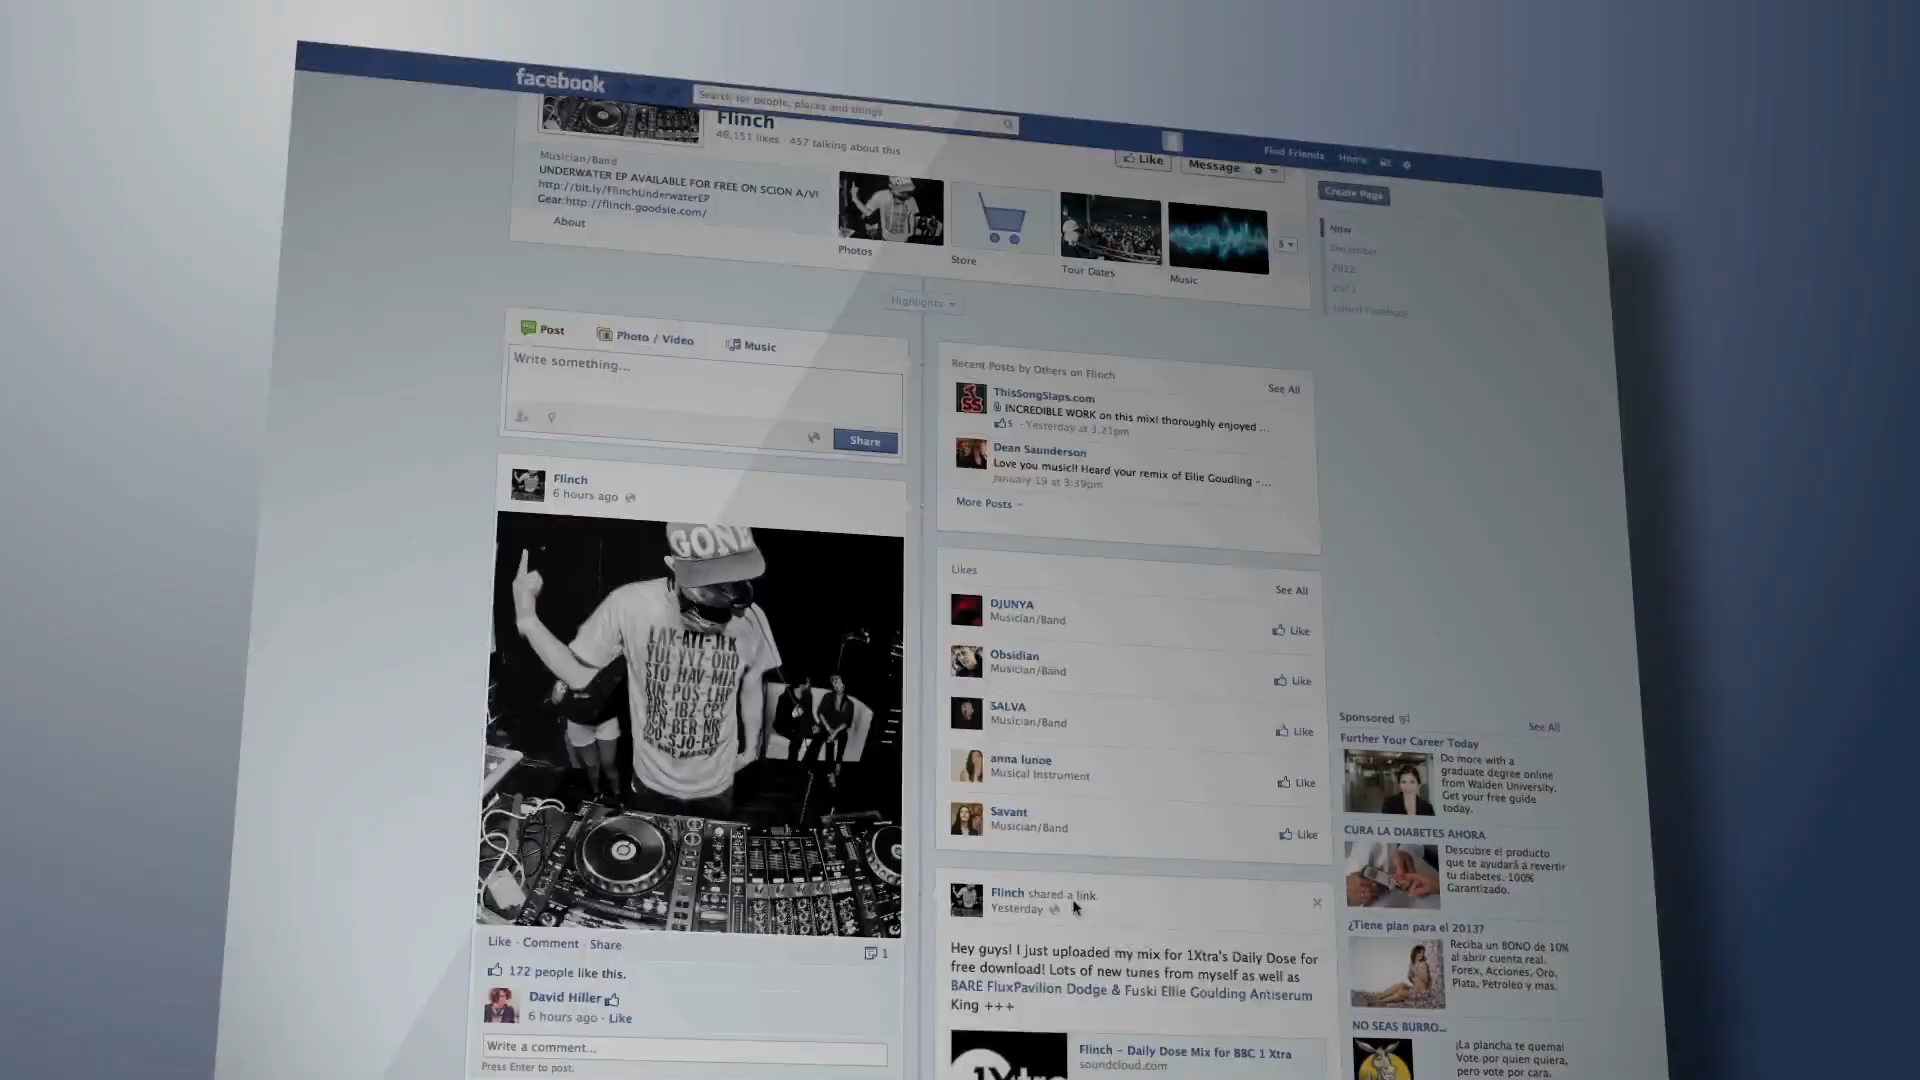 facebook
Search for people, places and things
Find Friends
Home
Flinch
46,151 likes · 457 talking about this
Like
Message
Musician/Band
UNDERWATER EP AVAILABLE FOR FREE ON SCION A/V!
http://bit.ly/FlinchUnderwaterEP
Gear:http://flinch.goodsie.com/
About
Photos
Store
Tour Dates
Music
5
Create Page
Now
December
2012
2011
Joined Facebook
Highlights
Post
Photo / Video
Music
Write something...
Share
Flinch
6 hours ago
GONE
LAX-ATL-JFK
Like · Comment · Share
1
172 people like this.
David Hiller
6 hours ago · Like
Write a comment...
Press Enter to post.
Recent Posts by Others on Flinch
See All
ThisSongSlaps.com
INCREDIBLE WORK on this mix! thoroughly enjoyed ...
5 · Yesterday at 3:21pm
Dean Saunderson
Love you music!! Heard your remix of Ellie Goudling -...
January 19 at 3:39pm
More Posts
Likes
See All
DJUNYA
Musician/Band
Like
Obsidian
Musician/Band
Like
SALVA
Musician/Band
Like
anna lunoe
Musical Instrument
Like
Savant
Musician/Band
Like
Flinch shared a link.
Yesterday
Hey guys! I just uploaded my mix for 1Xtra's Daily Dose for
free download! Lots of new tunes from myself as well as
BARE FluxPavilion Dodge & Fuski Ellie Goulding Antiserum
King +++
1Xtra
Flinch - Daily Dose Mix for BBC 1 Xtra
soundcloud.com
Sponsored
See All
Further Your Career Today
Do more with a
graduate degree online
from Walden University.
Get your free guide
today.
CURA LA DIABETES AHORA
Descubre el producto
que te ayudará a revertir
tu diabetes. 100%
Garantizado.
¿Tiene plan para el 2013?
Reciba un BONO de 10%
al abrir cuenta real.
Forex, Acciones, Oro,
Plata, Petroleo y mas.
NO SEAS BURRO...
¡La plancha te quema!
Vote por quien quiera,
pero vote por cara.